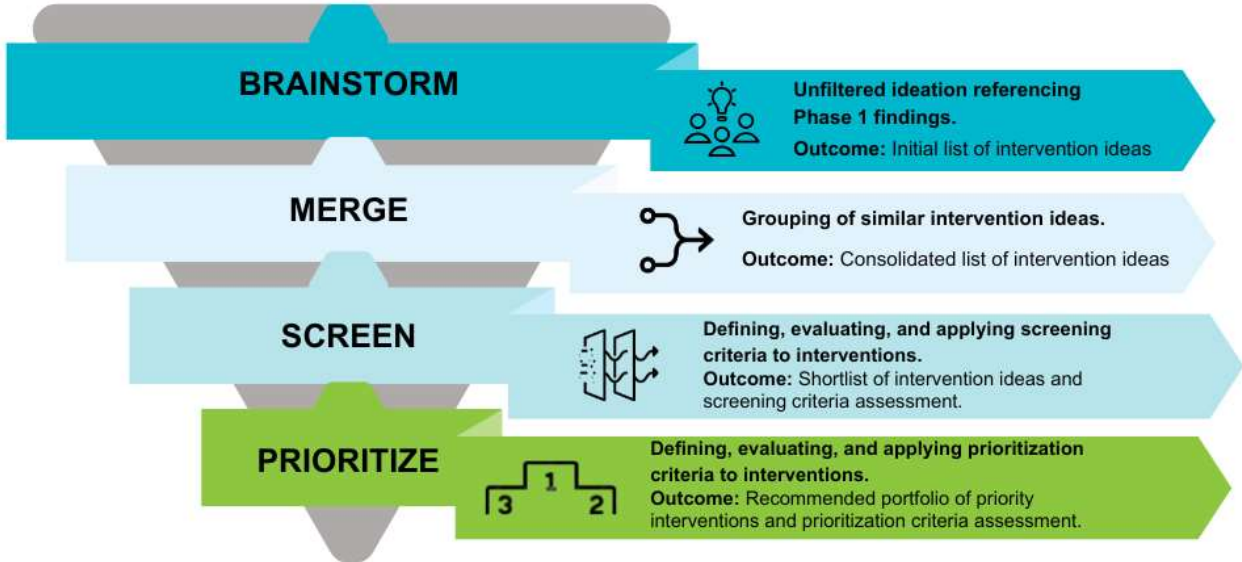 BRAINSTORM
Unfiltered ideation referencing
Phase 1 findings.
Outcome: Initial list of intervention ideas
MERGE
Grouping of similar intervention ideas.
Outcome: Consolidated list of intervention ideas
SCREEN
Defining, evaluating, and applying screening
criteria to interventions.
Outcome: Shortlist of intervention ideas and
screening criteria assessment.
PRIORITIZE
3 1 2
Defining, evaluating, and applying prioritization
criteria to interventions.
Outcome: Recommended portfolio of priority
interventions and prioritization criteria assessment.